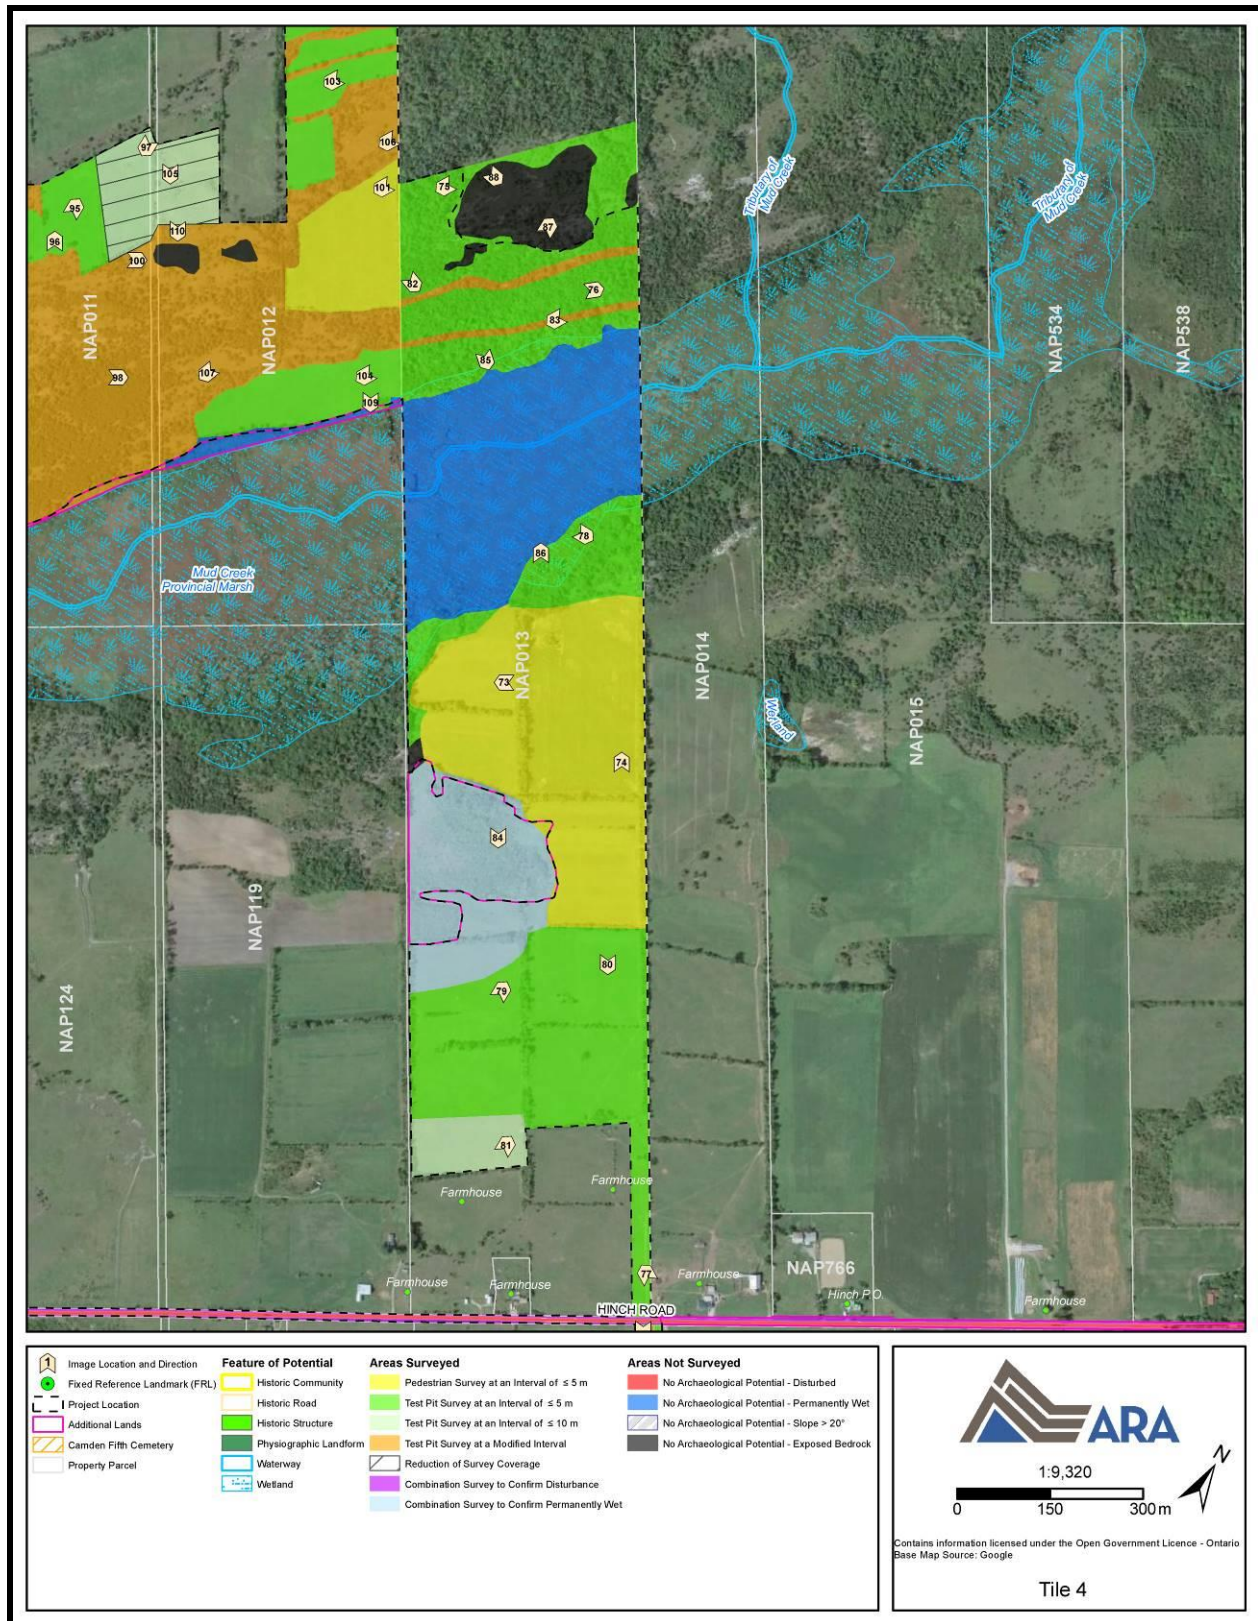 103
106
97
105
101
75
88
95
110
87
96
100
82
76
83
98
107
104
85
109
Tributary of
Mud Creek
Tributary of
Mud Creek
NAP011
NAP012
NAP534
NAP538
78
86
Mud Creek
Provincial Marsh
73
NAP013
NAP014
Wetland
NAP015
74
84
NAP119
NAP124
80
79
81
Farmhouse
Farmhouse
77
Farmhouse
Farmhouse
Farmhouse
NAP766
Hinch P.O.
Farmhouse
HINCH ROAD
1 Image Location and Direction
Fixed Reference Landmark (FRL)
Project Location
Additional Lands
Camden Fifth Cemetery
Property Parcel
Feature of Potential
Historic Community
Historic Road
Historic Structure
Physiographic Landform
Waterway
Wetland
Areas Surveyed
Pedestrian Survey at an Interval of ≤ 5 m
Test Pit Survey at an Interval of ≤ 5 m
Test Pit Survey at an Interval of ≤ 10 m
Test Pit Survey at a Modified Interval
Reduction of Survey Coverage
Combination Survey to Confirm Disturbance
Combination Survey to Confirm Permanently Wet
Areas Not Surveyed
No Archaeological Potential - Disturbed
No Archaeological Potential - Permanently Wet
No Archaeological Potential - Slope > 20°
No Archaeological Potential - Exposed Bedrock
ARA
1:9,320
N
0 150 300 m
Contains information licensed under the Open Government Licence - Ontario
Base Map Source: Google
Tile 4